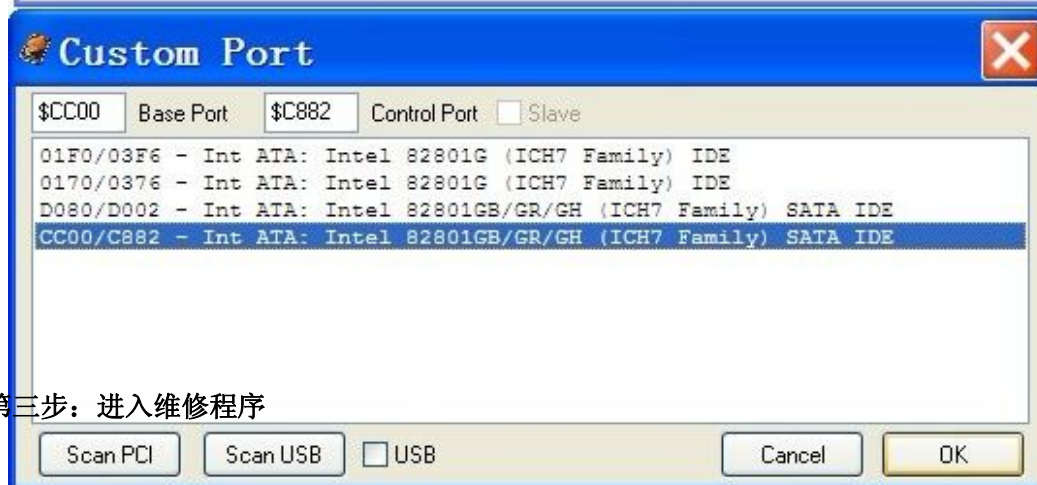 Custom Port
$CC00 Base Port $C882 Control Port Slave
01F0/03F6 - Int ATA: Intel 82801G (ICH7 Family) IDE
0170/0376 - Int ATA: Intel 82801G (ICH7 Family) IDE
D080/D002 - Int ATA: Intel 82801GB/GR/GH (ICH7 Family) SATA IDE
CC00/C882 - Int ATA: Intel 82801GB/GR/GH (ICH7 Family) SATA IDE
第三步：进入维修程序
Scan PCI Scan USB USB Cancel OK